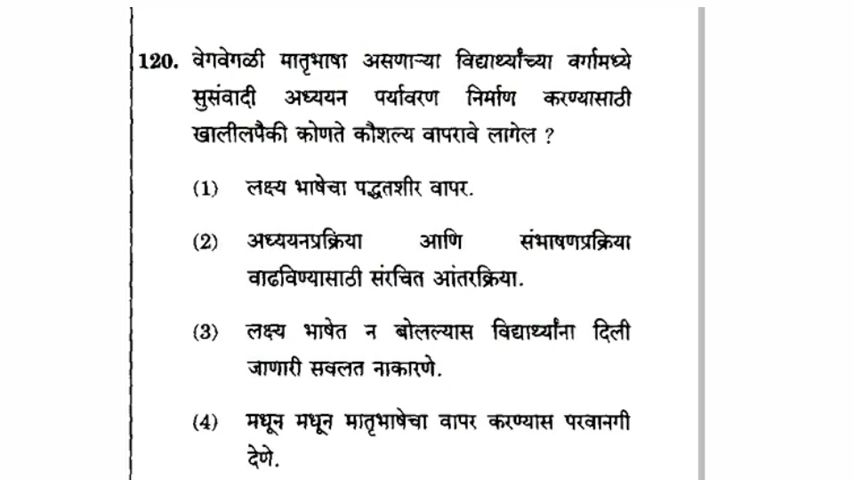 120. वेगवेगळी मातृभाषा असणाऱ्या विद्यार्थ्यांच्या वर्गामध्ये
सुसंवादी अध्ययन पर्यावरण निर्माण करण्यासाठी
खालीलपैकी कोणते कौशल्य वापरावे लागेल ?
(1) लक्ष्य भाषेचा पद्धतशीर वापर.
(2) अध्ययनप्रक्रिया आणि संभाषणप्रक्रिया
वाढविण्यासाठी संरचित आंतरक्रिया.
(3) लक्ष्य भाषेत न बोलल्यास विद्यार्थ्यांना दिली
जाणारी सवलत नाकारणे.
(4) मधून मधून मातृभाषेचा वापर करण्यास परवानगी
देणे.